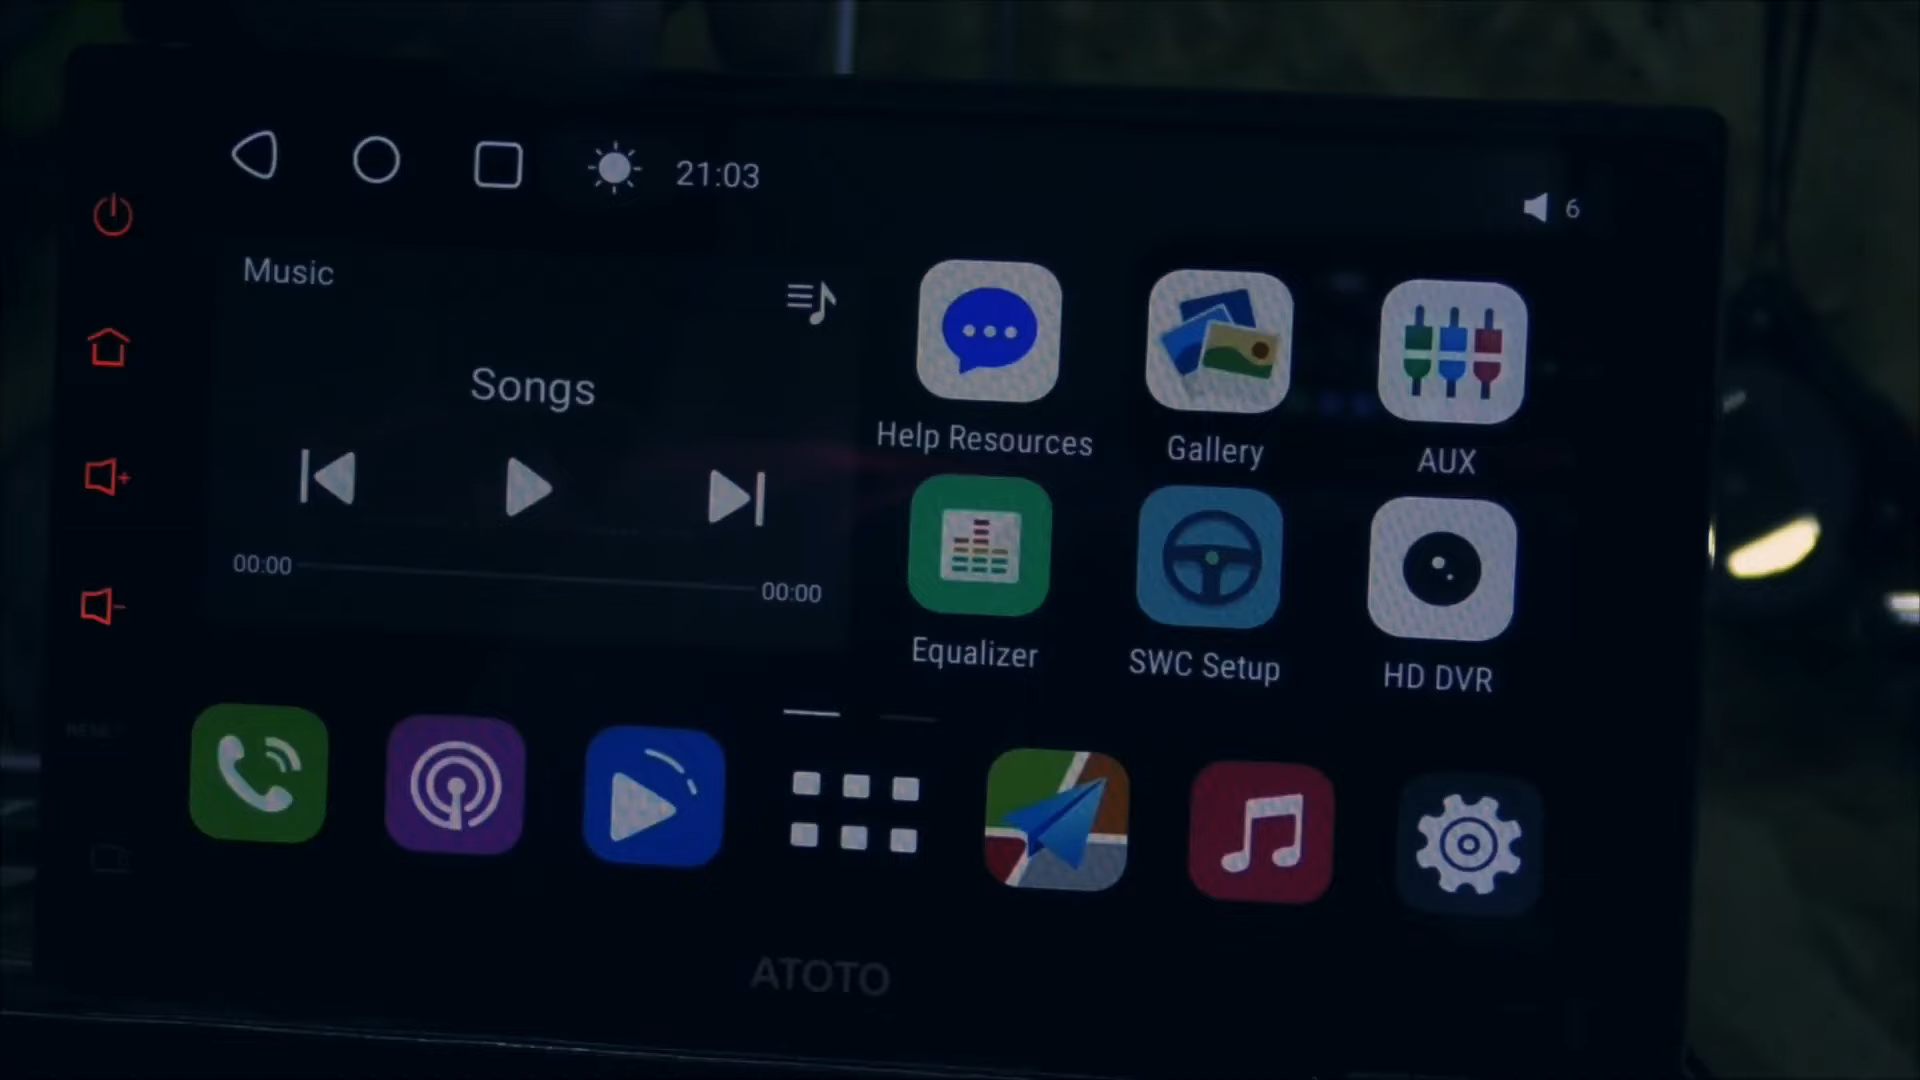 21:03
6
Music
Songs
00:00
00:00
Help Resources
Gallery
AUX
Equalizer
SWC Setup
HD DVR
RESET
ATOTO